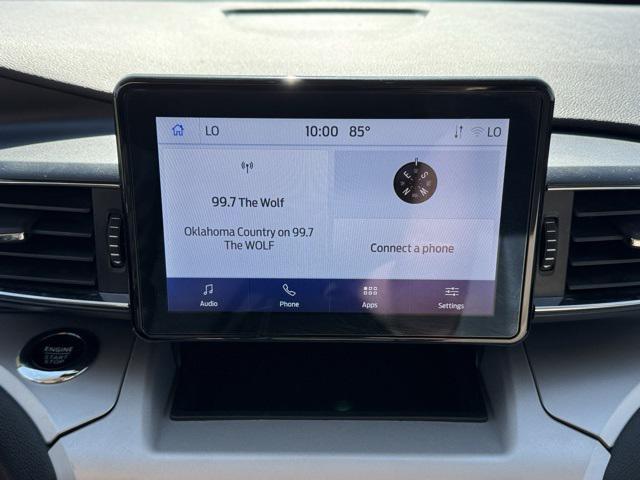 LO 10:00 85° LO
99.7 The Wolf
Oklahoma Country on 99.7
The WOLF
E S
N W
Connect a phone
Audio Phone Apps Settings
ENGINE
START
STOP